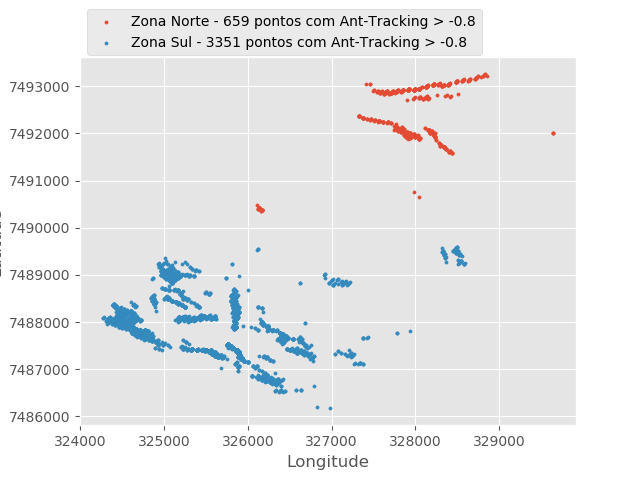 Zona Norte - 659 pontos com Ant-Tracking > -0.8
Zona Sul - 3351 pontos com Ant-Tracking > -0.8
7493000
7492000
7491000
7490000
7489000
7488000
7487000
7486000
324000 325000 326000 327000 328000 329000
Longitude